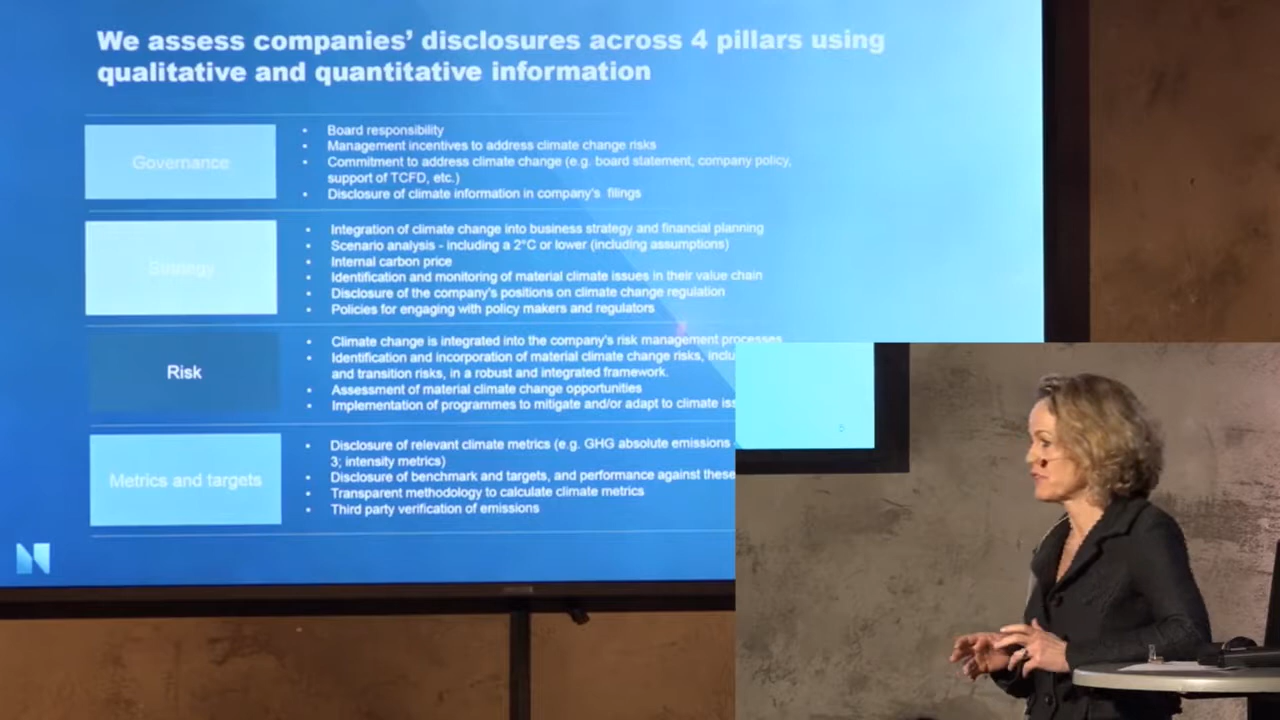 We assess companies' disclosures across 4 pillars using
qualitative and quantitative information
Governance
• Board responsibility
• Management incentives to address climate change risks
• Commitment to address climate change (e.g. board statement, company policy,
support of TCFD, etc.)
• Disclosure of climate information in company's filings
Strategy
• Integration of climate change into business strategy and financial planning
• Scenario analysis - including a 2°C or lower (including assumptions)
• Internal carbon price
• Identification and monitoring of material climate issues in their value chain
• Disclosure of the company's positions on climate change regulation
• Policies for engaging with policy makers and regulators
Risk
• Climate change is integrated into the company's risk management processes
• Identification and incorporation of material climate change risks,
and transition risks, in a robust and integrated framework.
• Assessment of material climate change opportunities
• Implementation of programmes to mitigate and/or adapt to climate
Metrics and targets
• Disclosure of relevant climate metrics (e.g. GHG absolute emissions
3; intensity metrics)
• Disclosure of benchmark and targets, and performance against these
• Transparent methodology to calculate climate metrics
• Third party verification of emissions
N